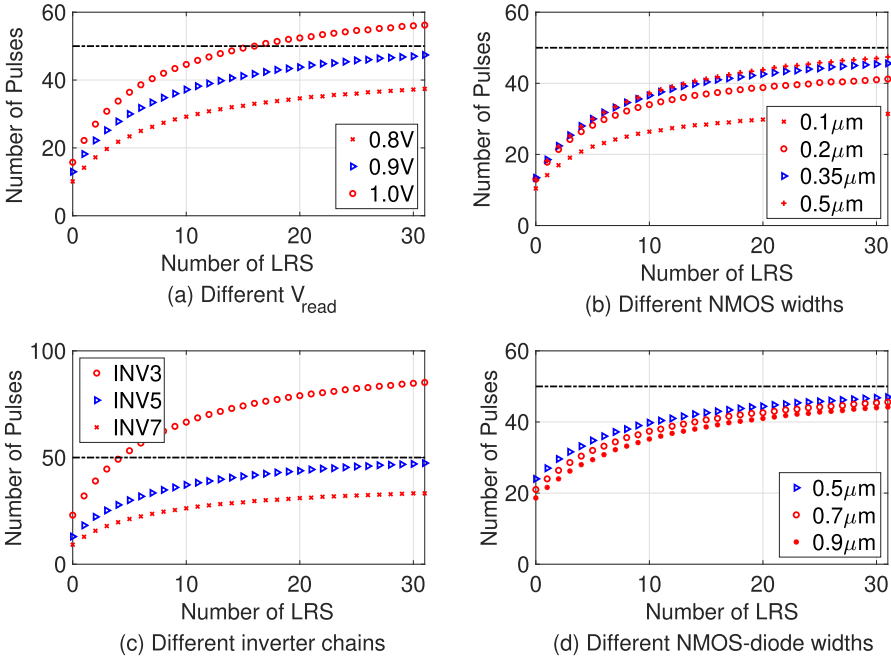 60
40
20
0
Number of Pulses
0.8V
0.9V
1.0V
0 10 20 30
Number of LRS
(a) Different Vread
60
40
20
0
Number of Pulses
0.1μm
0.2μm
0.35μm
0.5μm
0 10 20 30
Number of LRS
(b) Different NMOS widths
100
50
0
Number of Pulses
INV3
INV5
INV7
0 10 20 30
Number of LRS
(c) Different inverter chains
60
40
20
0
Number of Pulses
0.5μm
0.7μm
0.9μm
0 10 20 30
Number of LRS
(d) Different NMOS-diode widths